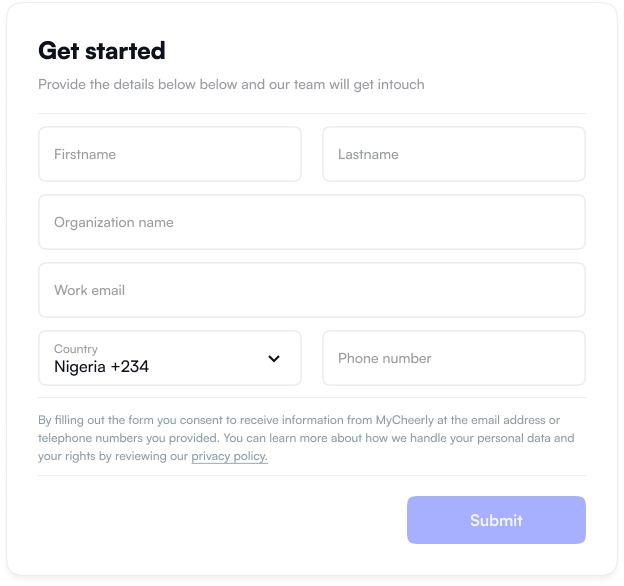 Get started
Provide the details below below and our team will get intouch
Firstname
Lastname
Organization name
Work email
Country
Nigeria +234
Phone number
By filling out the form you consent to receive information from MyCheerly at the email address or
telephone numbers you provided. You can learn more about how we handle your personal data and
your rights by reviewing our privacy policy.
Submit